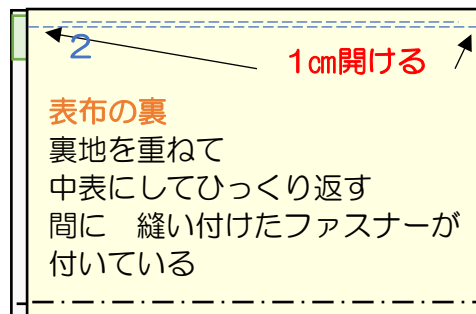 2
1㎝開ける
表布の裏
裏地を重ねて
中表にしてひっくり返す
間に　縫い付けたファスナーが
付いている